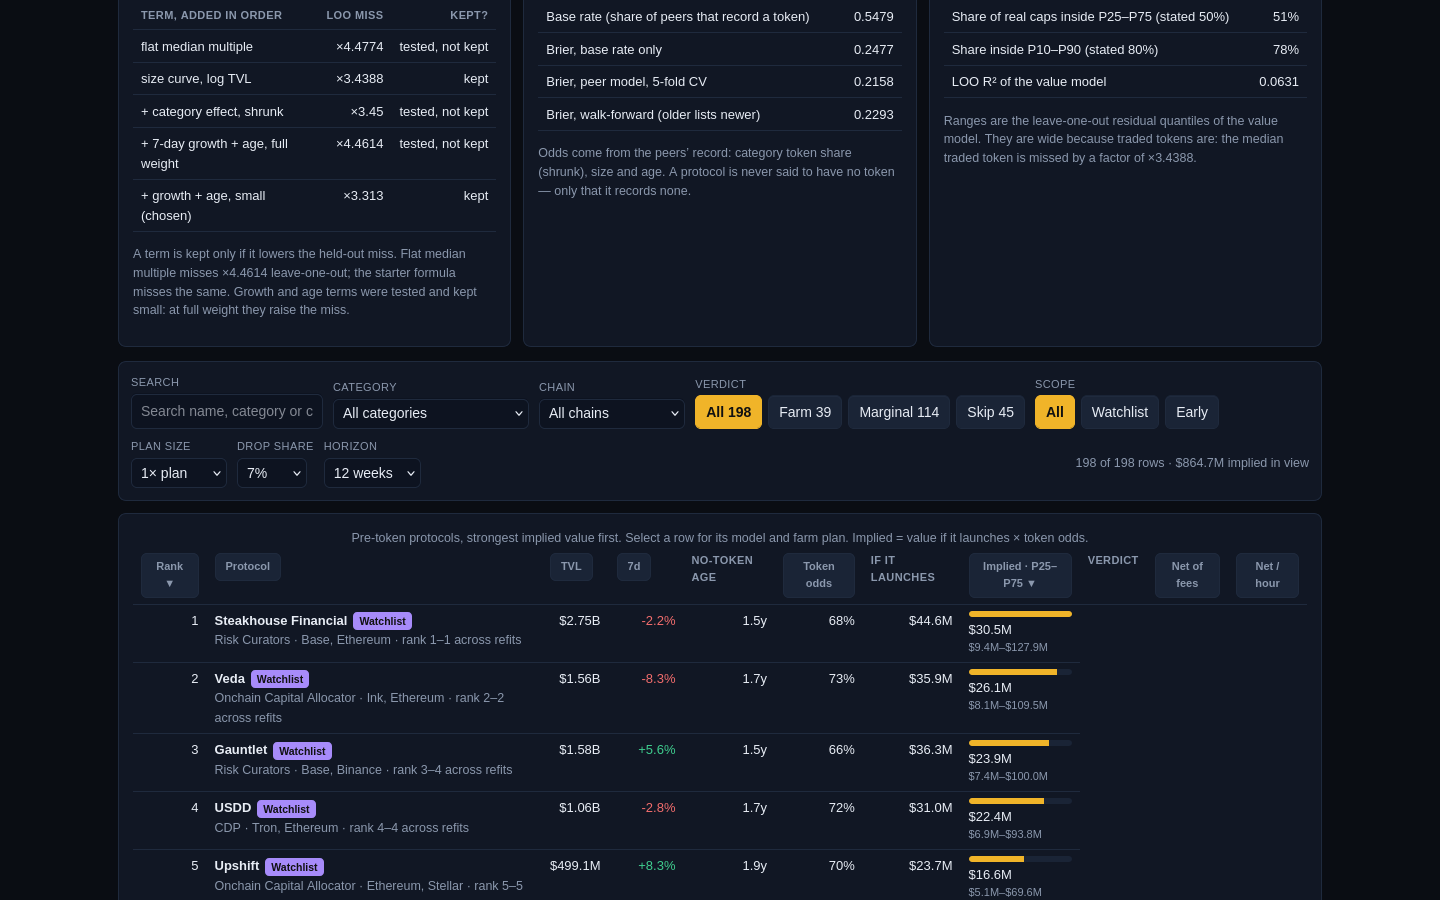 TERM, ADDED IN ORDER LOO MISS KEPT?
flat median multiple ×4.4774 tested, not kept
size curve, log TVL ×3.4388 kept
+ category effect, shrunk ×3.45 tested, not kept
+ 7-day growth + age, full ×4.4614 tested, not kept
weight
+ growth + age, small ×3.313 kept
(chosen)
A term is kept only if it lowers the held-out miss. Flat median
multiple misses ×4.4614 leave-one-out; the starter formula
misses the same. Growth and age terms were tested and kept
small: at full weight they raise the miss.
Base rate (share of peers that record a token) 0.5479
Brier, base rate only 0.2477
Brier, peer model, 5-fold CV 0.2158
Brier, walk-forward (older lists newer) 0.2293
Odds come from the peers' record: category token share
(shrunk), size and age. A protocol is never said to have no token
— only that it records none.
Share of real caps inside P25–P75 (stated 50%) 51%
Share inside P10–P90 (stated 80%) 78%
LOO R² of the value model 0.0631
Ranges are the leave-one-out residual quantiles of the value
model. They are wide because traded tokens are: the median
traded token is missed by a factor of ×3.4388.
SEARCH CATEGORY CHAIN VERDICT SCOPE
Search name, category or c All categories All chains All 198 Farm 39 Marginal 114 Skip 45 All Watchlist Early
PLAN SIZE DROP SHARE HORIZON
1× plan 7% 12 weeks
198 of 198 rows · $864.7M implied in view
Pre-token protocols, strongest implied value first. Select a row for its model and farm plan. Implied = value if it launches × token odds.
Rank ▼ Protocol TVL 7d NO-TOKEN AGE Token odds IF IT LAUNCHES Implied · P25–P75 ▼ VERDICT Net of fees Net / hour
1 Steakhouse Financial Watchlist $2.75B -2.2% 1.5y 68% $44.6M $30.5M
Risk Curators · Base, Ethereum · rank 1–1 across refits $9.4M–$127.9M
2 Veda Watchlist $1.56B -8.3% 1.7y 73% $35.9M $26.1M
Onchain Capital Allocator · Ink, Ethereum · rank 2–2 $8.1M–$109.5M
across refits
3 Gauntlet Watchlist $1.58B +5.6% 1.5y 66% $36.3M $23.9M
Risk Curators · Base, Binance · rank 3–4 across refits $7.4M–$100.0M
4 USDD Watchlist $1.06B -2.8% 1.7y 72% $31.0M $22.4M
CDP · Tron, Ethereum · rank 4–4 across refits $6.9M–$93.8M
5 Upshift Watchlist $499.1M +8.3% 1.9y 70% $23.7M $16.6M
Onchain Capital Allocator · Ethereum, Stellar · rank 5–5 $5.1M–$69.6M